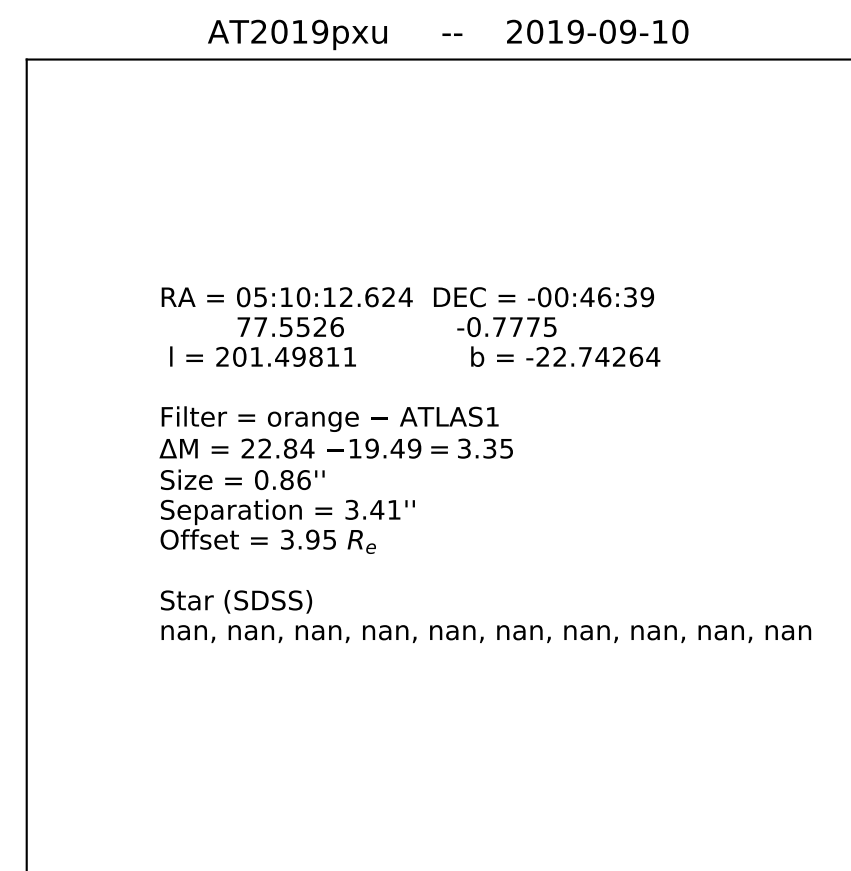 AT2019pxu -- 2019-09-10
RA = 05:10:12.624 DEC = -00:46:39
77.5526 -0.7775
l = 201.49811 b = -22.74264
Filter = orange − ATLAS1
ΔM = 22.84 −19.49 = 3.35
Size = 0.86''
Separation = 3.41''
Offset = 3.95 Rₑ
Star (SDSS)
nan, nan, nan, nan, nan, nan, nan, nan, nan, nan